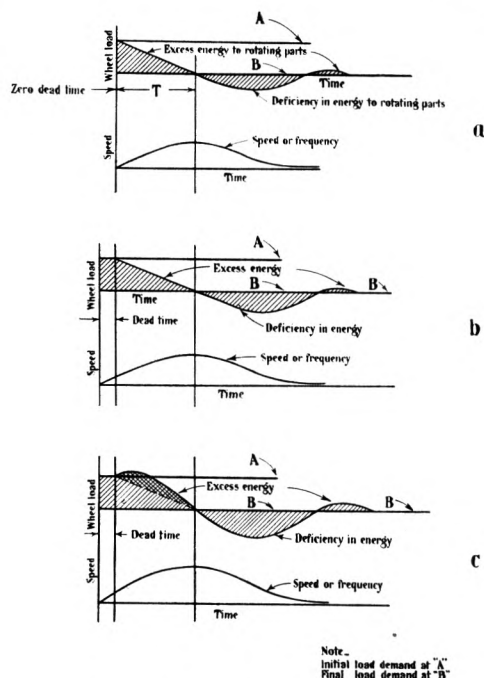 A
Excess energy to rotating parts
Wheel load
B
Time
Zero dead time
T
Deficiency in energy to rotating parts
a
Speed or frequency
Speed
Time
A
Excess energy
Wheel load
B
B
Time
Dead time
Deficiency in energy
b
Speed or frequency
Speed
Time
A
Excess energy
Wheel load
B
B
Dead time
Deficiency in energy
c
Speed or frequency
Speed
Time
Note_
Initial load demand at "A"
Final load demand at "B"